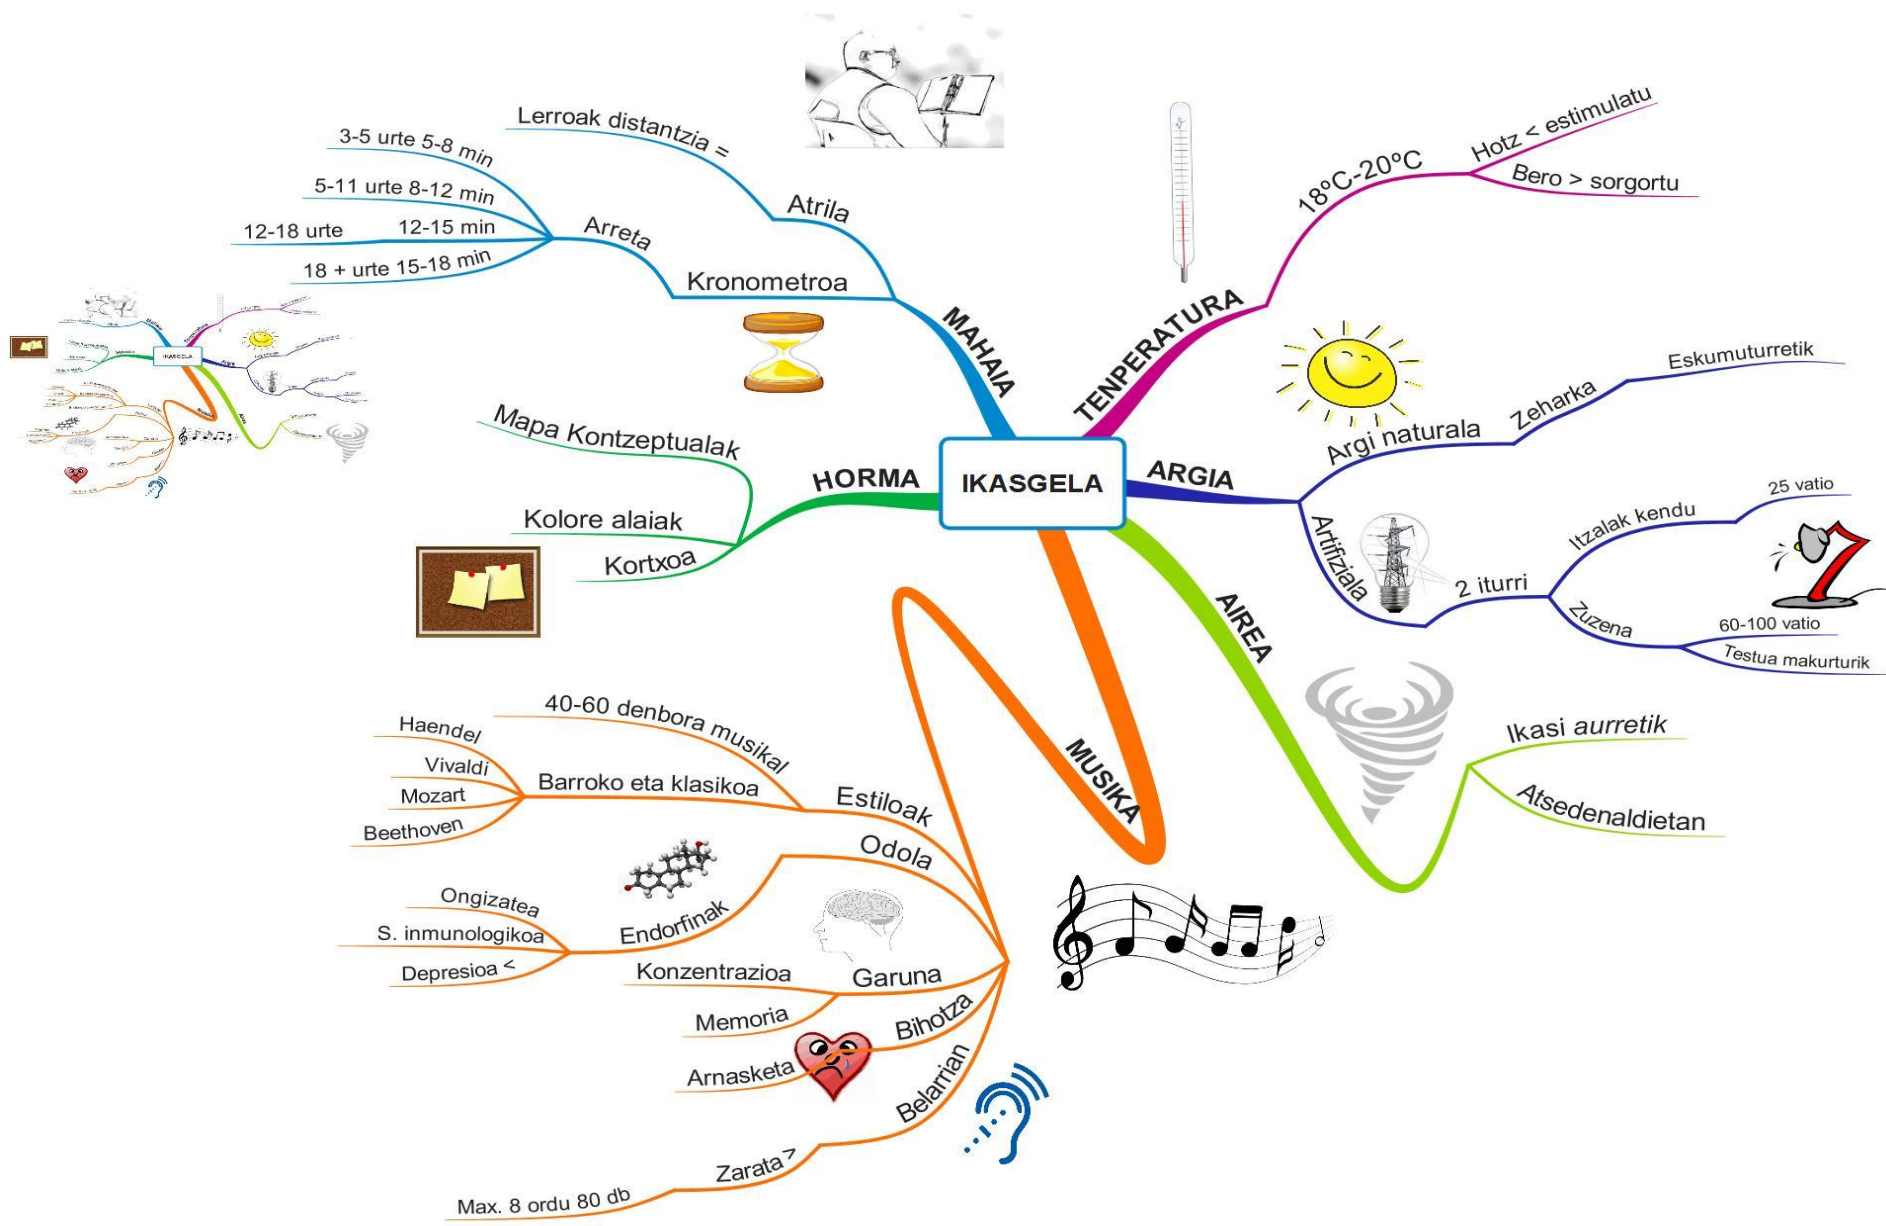 IKASGELA
TENPERATURA
18ºC-20ºC
Hotz < estimulatu
Bero > sorgortu
ARGIA
Argi naturala
Zeharka
Eskumuturretik
Artifiziala
2 iturri
Itzalak kendu
25 vatio
Zuzena
60-100 vatio
Testua makurturik
AIREA
Ikasi aurretik
Atsedenaldietan
MUSIKA
Estiloak
40-60 denbora musikal
Barroko eta klasikoa
Haendel
Vivaldi
Mozart
Beethoven
Odola
Endorfinak
Ongizatea
S. inmunologikoa
Depresioa <
Garuna
Konzentrazioa
Memoria
Bihotza
Arnasketa
Belarrian
Zarata >
Max. 8 ordu 80 db
HORMA
Mapa Kontzeptualak
Kolore alaiak
Kortxoa
MAHAIA
Atrila
Lerroak distantzia =
Kronometroa
Arreta
3-5 urte 5-8 min
5-11 urte 8-12 min
12-18 urte 12-15 min
18 + urte 15-18 min
IKASGELA